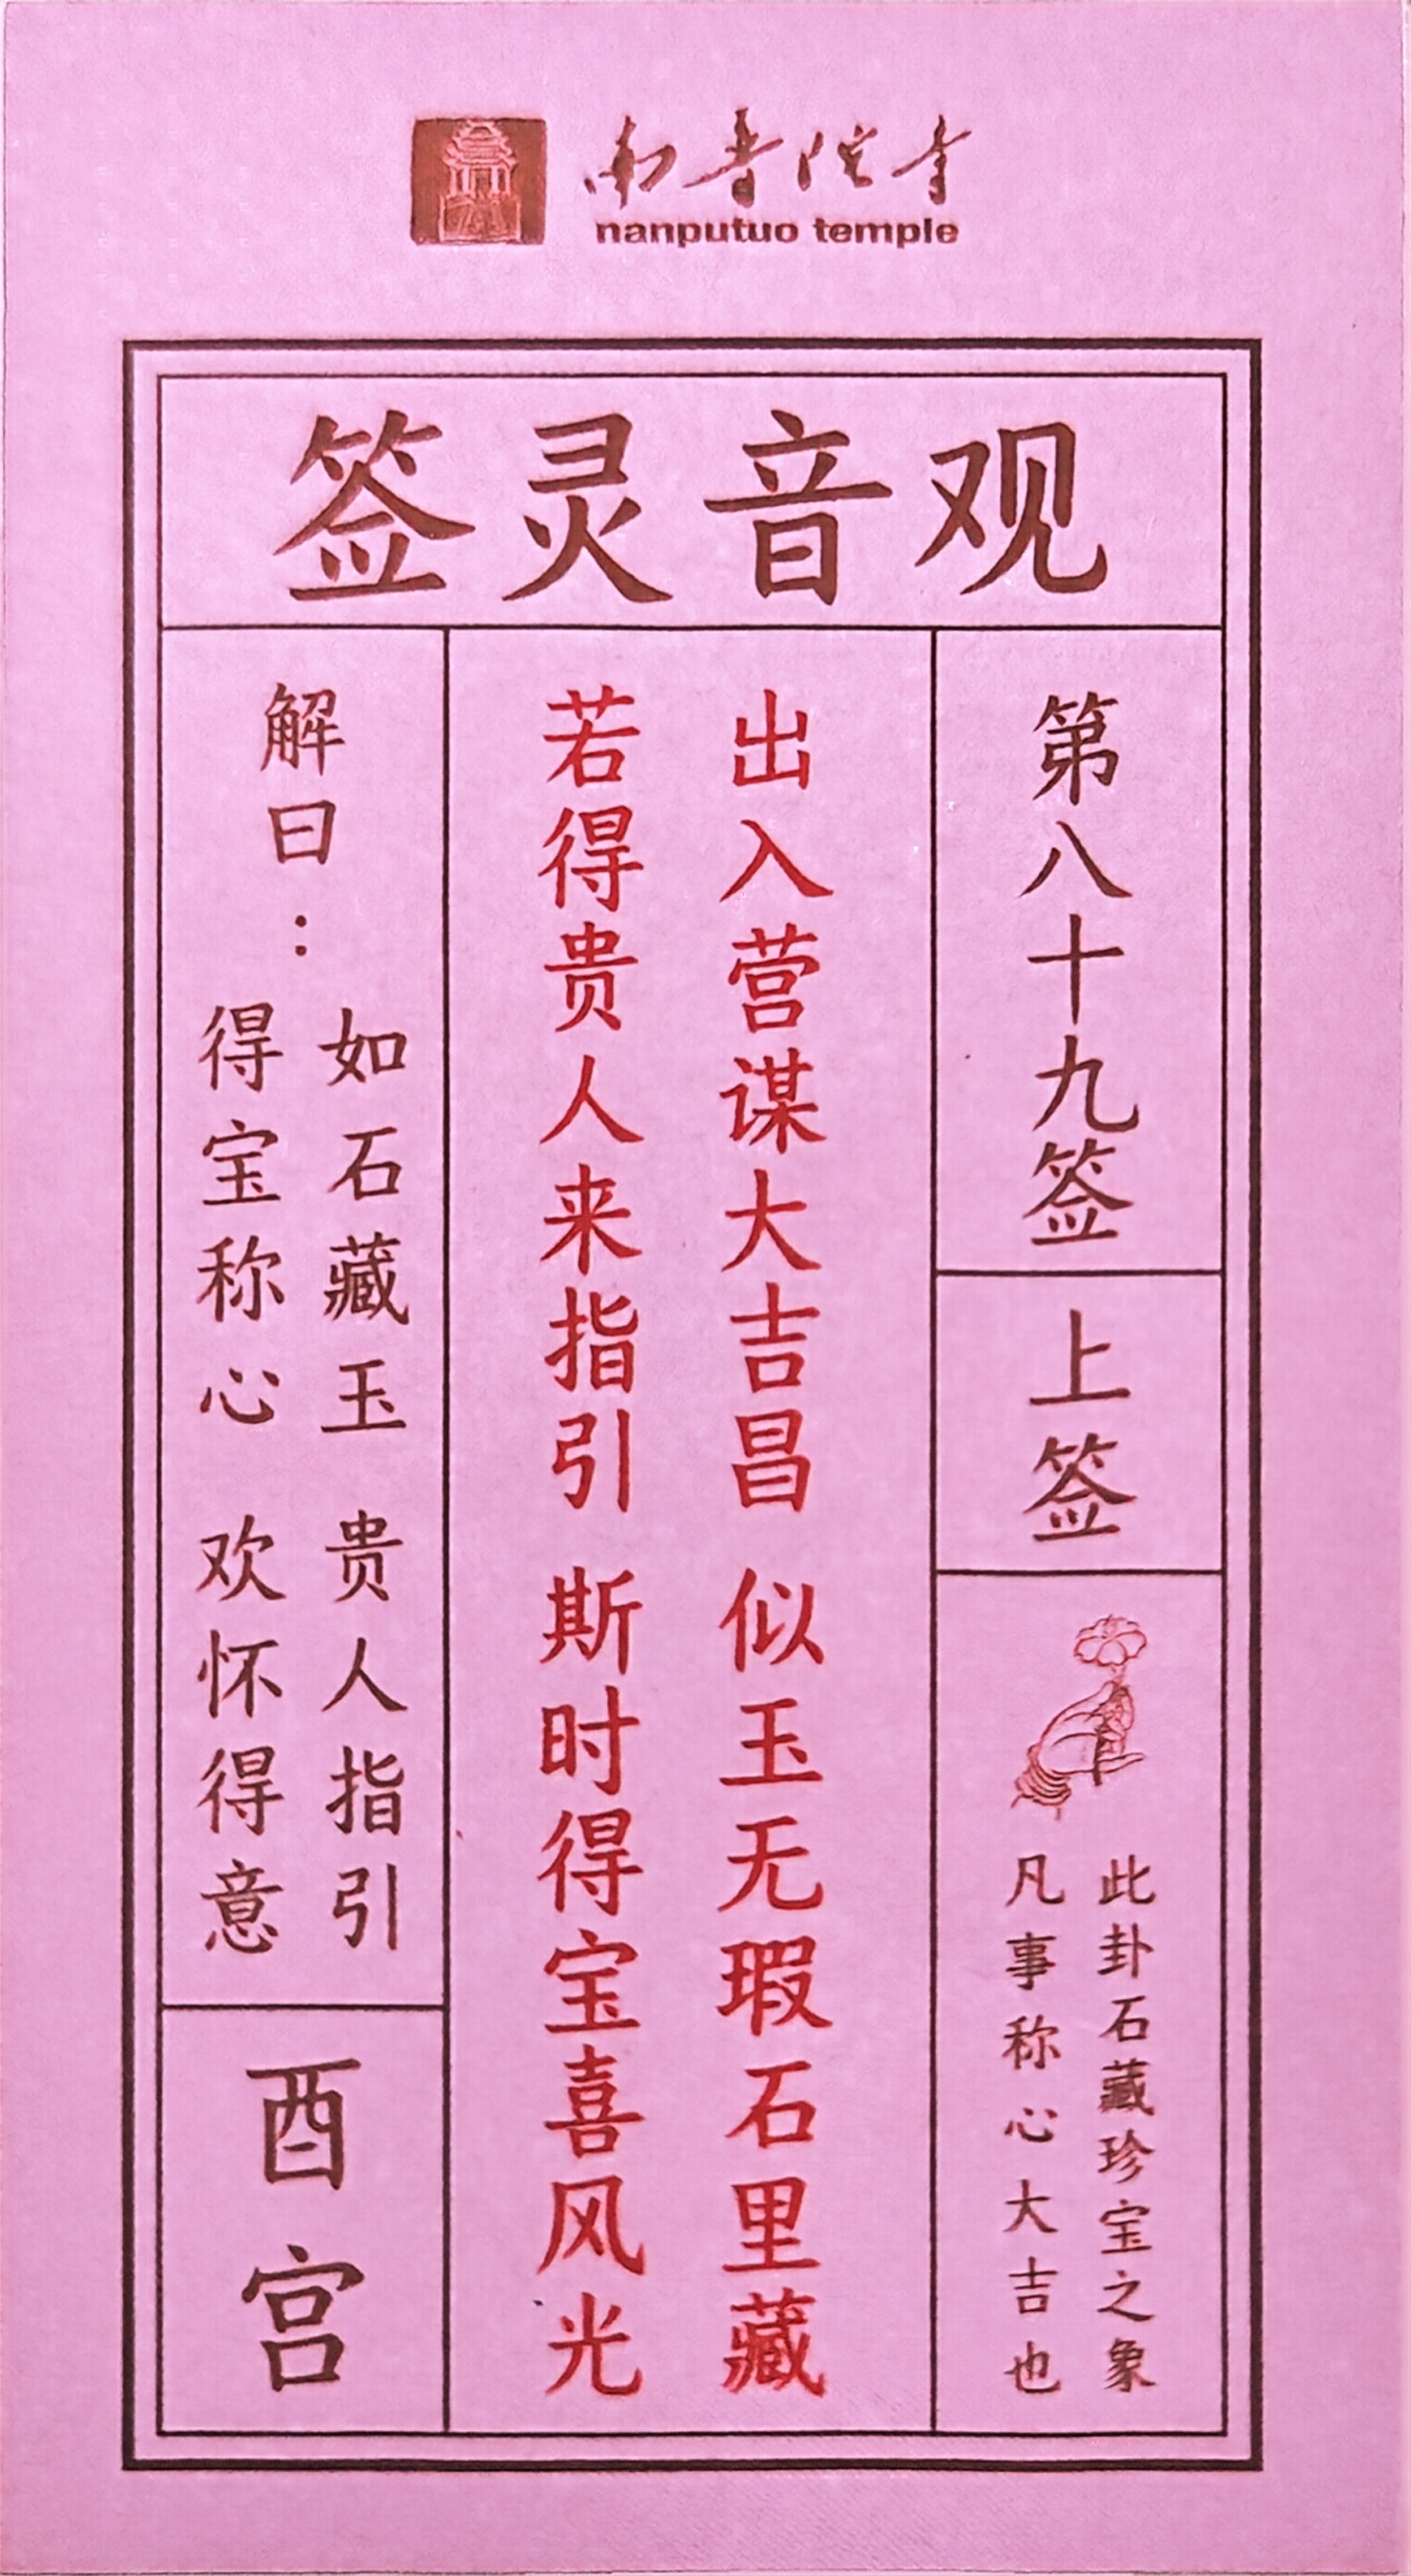 南普陀寺
nanputuo temple
观音灵签
第八十九签
上签
此卦石藏珍宝之象
凡事称心大吉也
出入营谋大吉昌 似玉无瑕石里藏
若得贵人来指引 斯时得宝喜风光
解曰：
如石藏玉 贵人指引
得宝称心 欢怀得意
酉宫